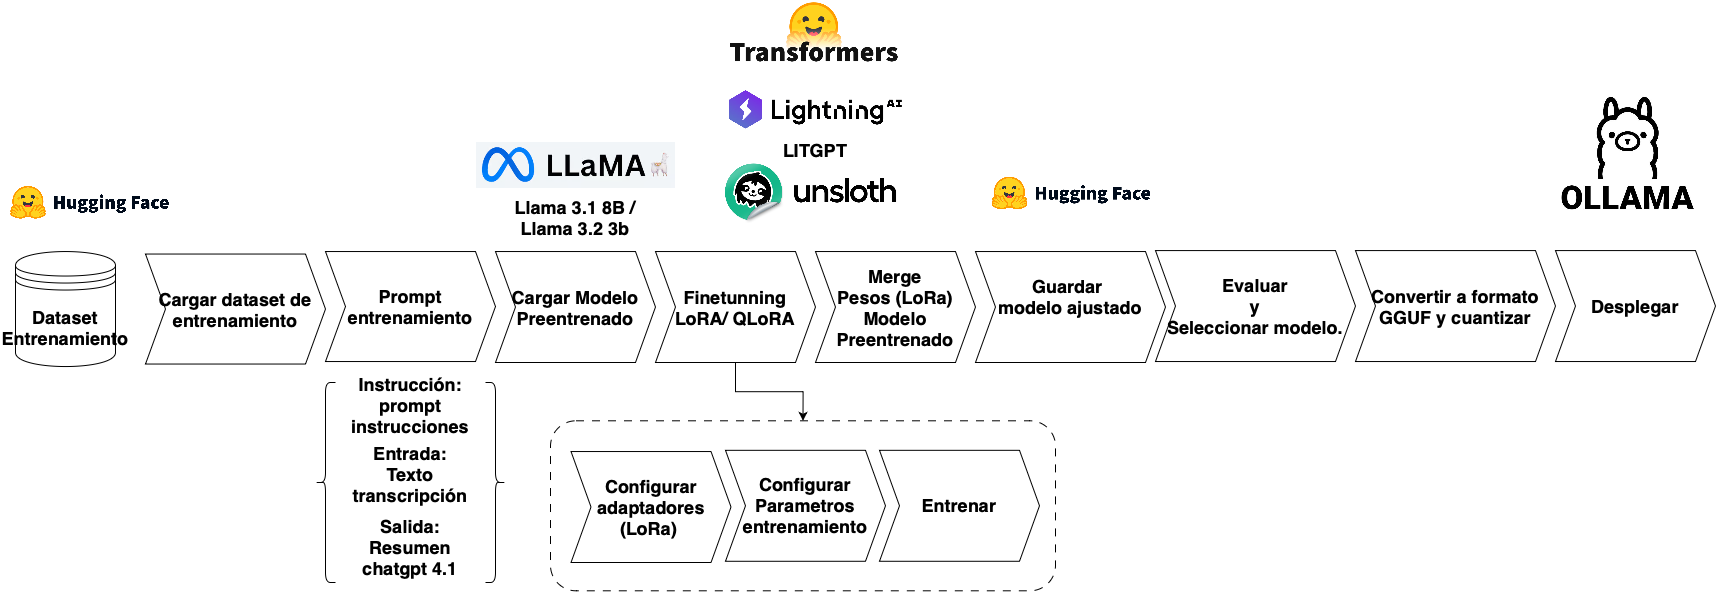 Transformers
Lightning AI
LITGPT
unsloth
LLaMA
Llama 3.1 8B /
Llama 3.2 3b
Hugging Face
Hugging Face
OLLAMA
Dataset
Entrenamiento
Cargar dataset de
entrenamiento
Prompt
entrenamiento
Cargar Modelo
Preentrenado
Finetunning
LoRA/ QLoRA
Merge
Pesos (LoRa)
Modelo
Preentrenado
Guardar
modelo ajustado
Evaluar
y
Seleccionar modelo.
Convertir a formato
GGUF y cuantizar
Desplegar
Instrucción:
prompt
instrucciones
Entrada:
Texto
transcripción
Salida:
Resumen
chatgpt 4.1
Configurar
adaptadores
(LoRa)
Configurar
Parametros
entrenamiento
Entrenar